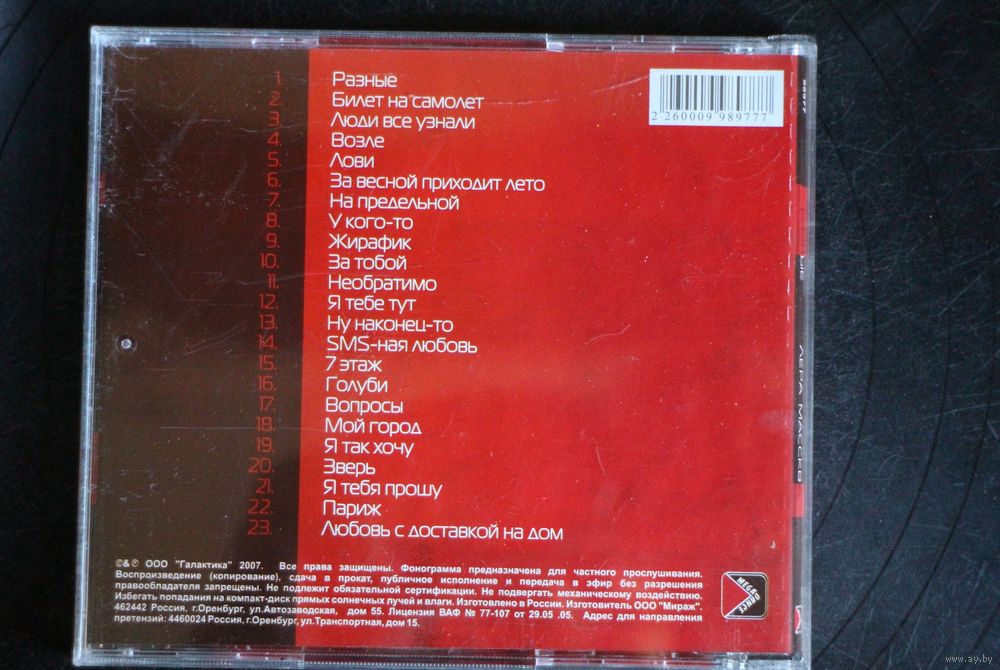 1. Разные
2. Билет на самолет
3. Люди все узнали
4. Возле
5. Лови
6. За весной приходит лето
7. На предельной
8. У кого-то
9. Жирафик
10. За тобой
11. Необратимо
12. Я тебе тут
13. Ну наконец-то
14. SMS-ная любовь
15. 7 этаж
16. Голуби
17. Вопросы
18. Мой город
19. Я так хочу
20. Зверь
21. Я тебя прошу
22. Париж
23. Любовь с доставкой на дом
2 260009 989777
©&℗ ООО "Галактика" 2007. Все права защищены. Фонограмма предназначена для частного прослушивания.
Воспроизведение (копирование), сдача в прокат, публичное исполнение и передача в эфир без разрешения
правообладателя запрещены. Не подлежит обязательной сертификации. Не подвергать механическому воздействию.
Избегать попадания на компакт-диск прямых солнечных лучей и влаги. Изготовлено в России. Изготовитель ООО "Мираж".
462442 Россия, г.Оренбург, ул.Автозаводская, дом 55. Лицензия ВАФ № 77-107 от 29.05 .05. Адрес для направления
претензий: 4460024 Россия, г.Оренбург, ул.Транспортная, дом 15.
MEGA DANCE
ЛЕРА МАССКВА
www.ay.by